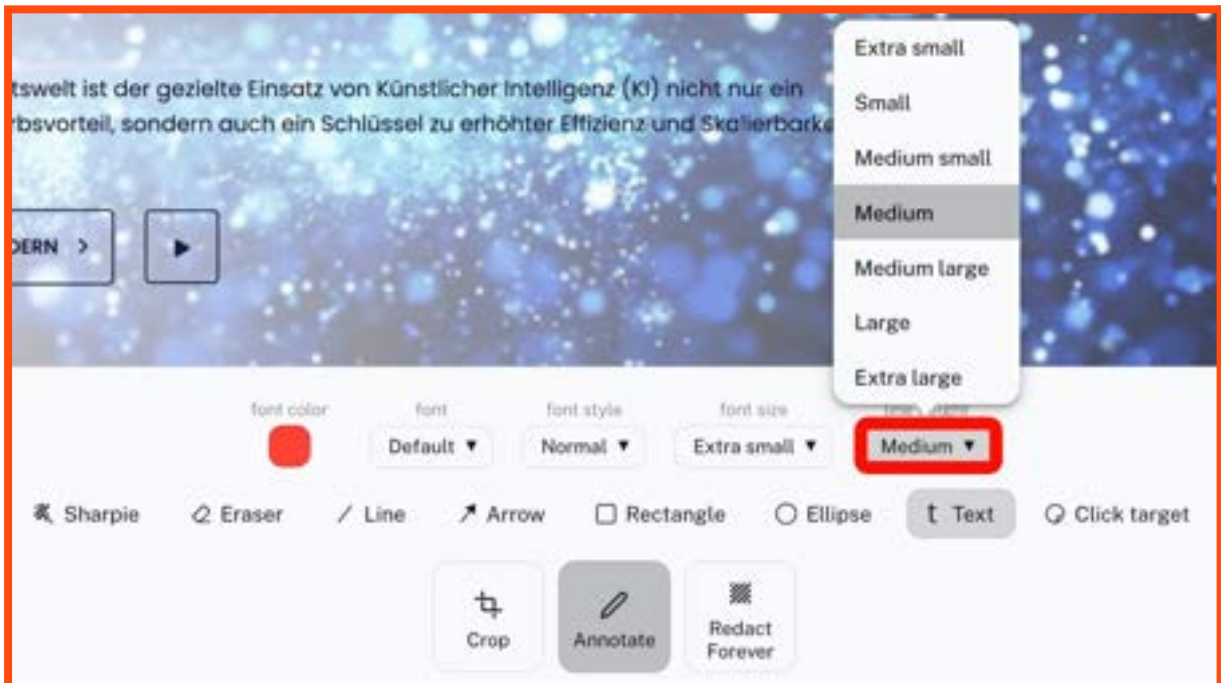 Extra small
tswelt ist der gezielte Einsatz von Künstlicher Intelligenz (KI) nicht nur ein
Small
rbsvorteil, sondern auch ein Schlüssel zu erhöhter Effizienz und Skalierbarke
Medium small
Medium
DERN >
Medium large
Large
Extra large
font color font font style font size
Default ▼ Normal ▼ Extra small ▼ Medium ▼
Sharpie Eraser Line Arrow Rectangle Ellipse t Text Click target
Crop Annotate Redact
Forever